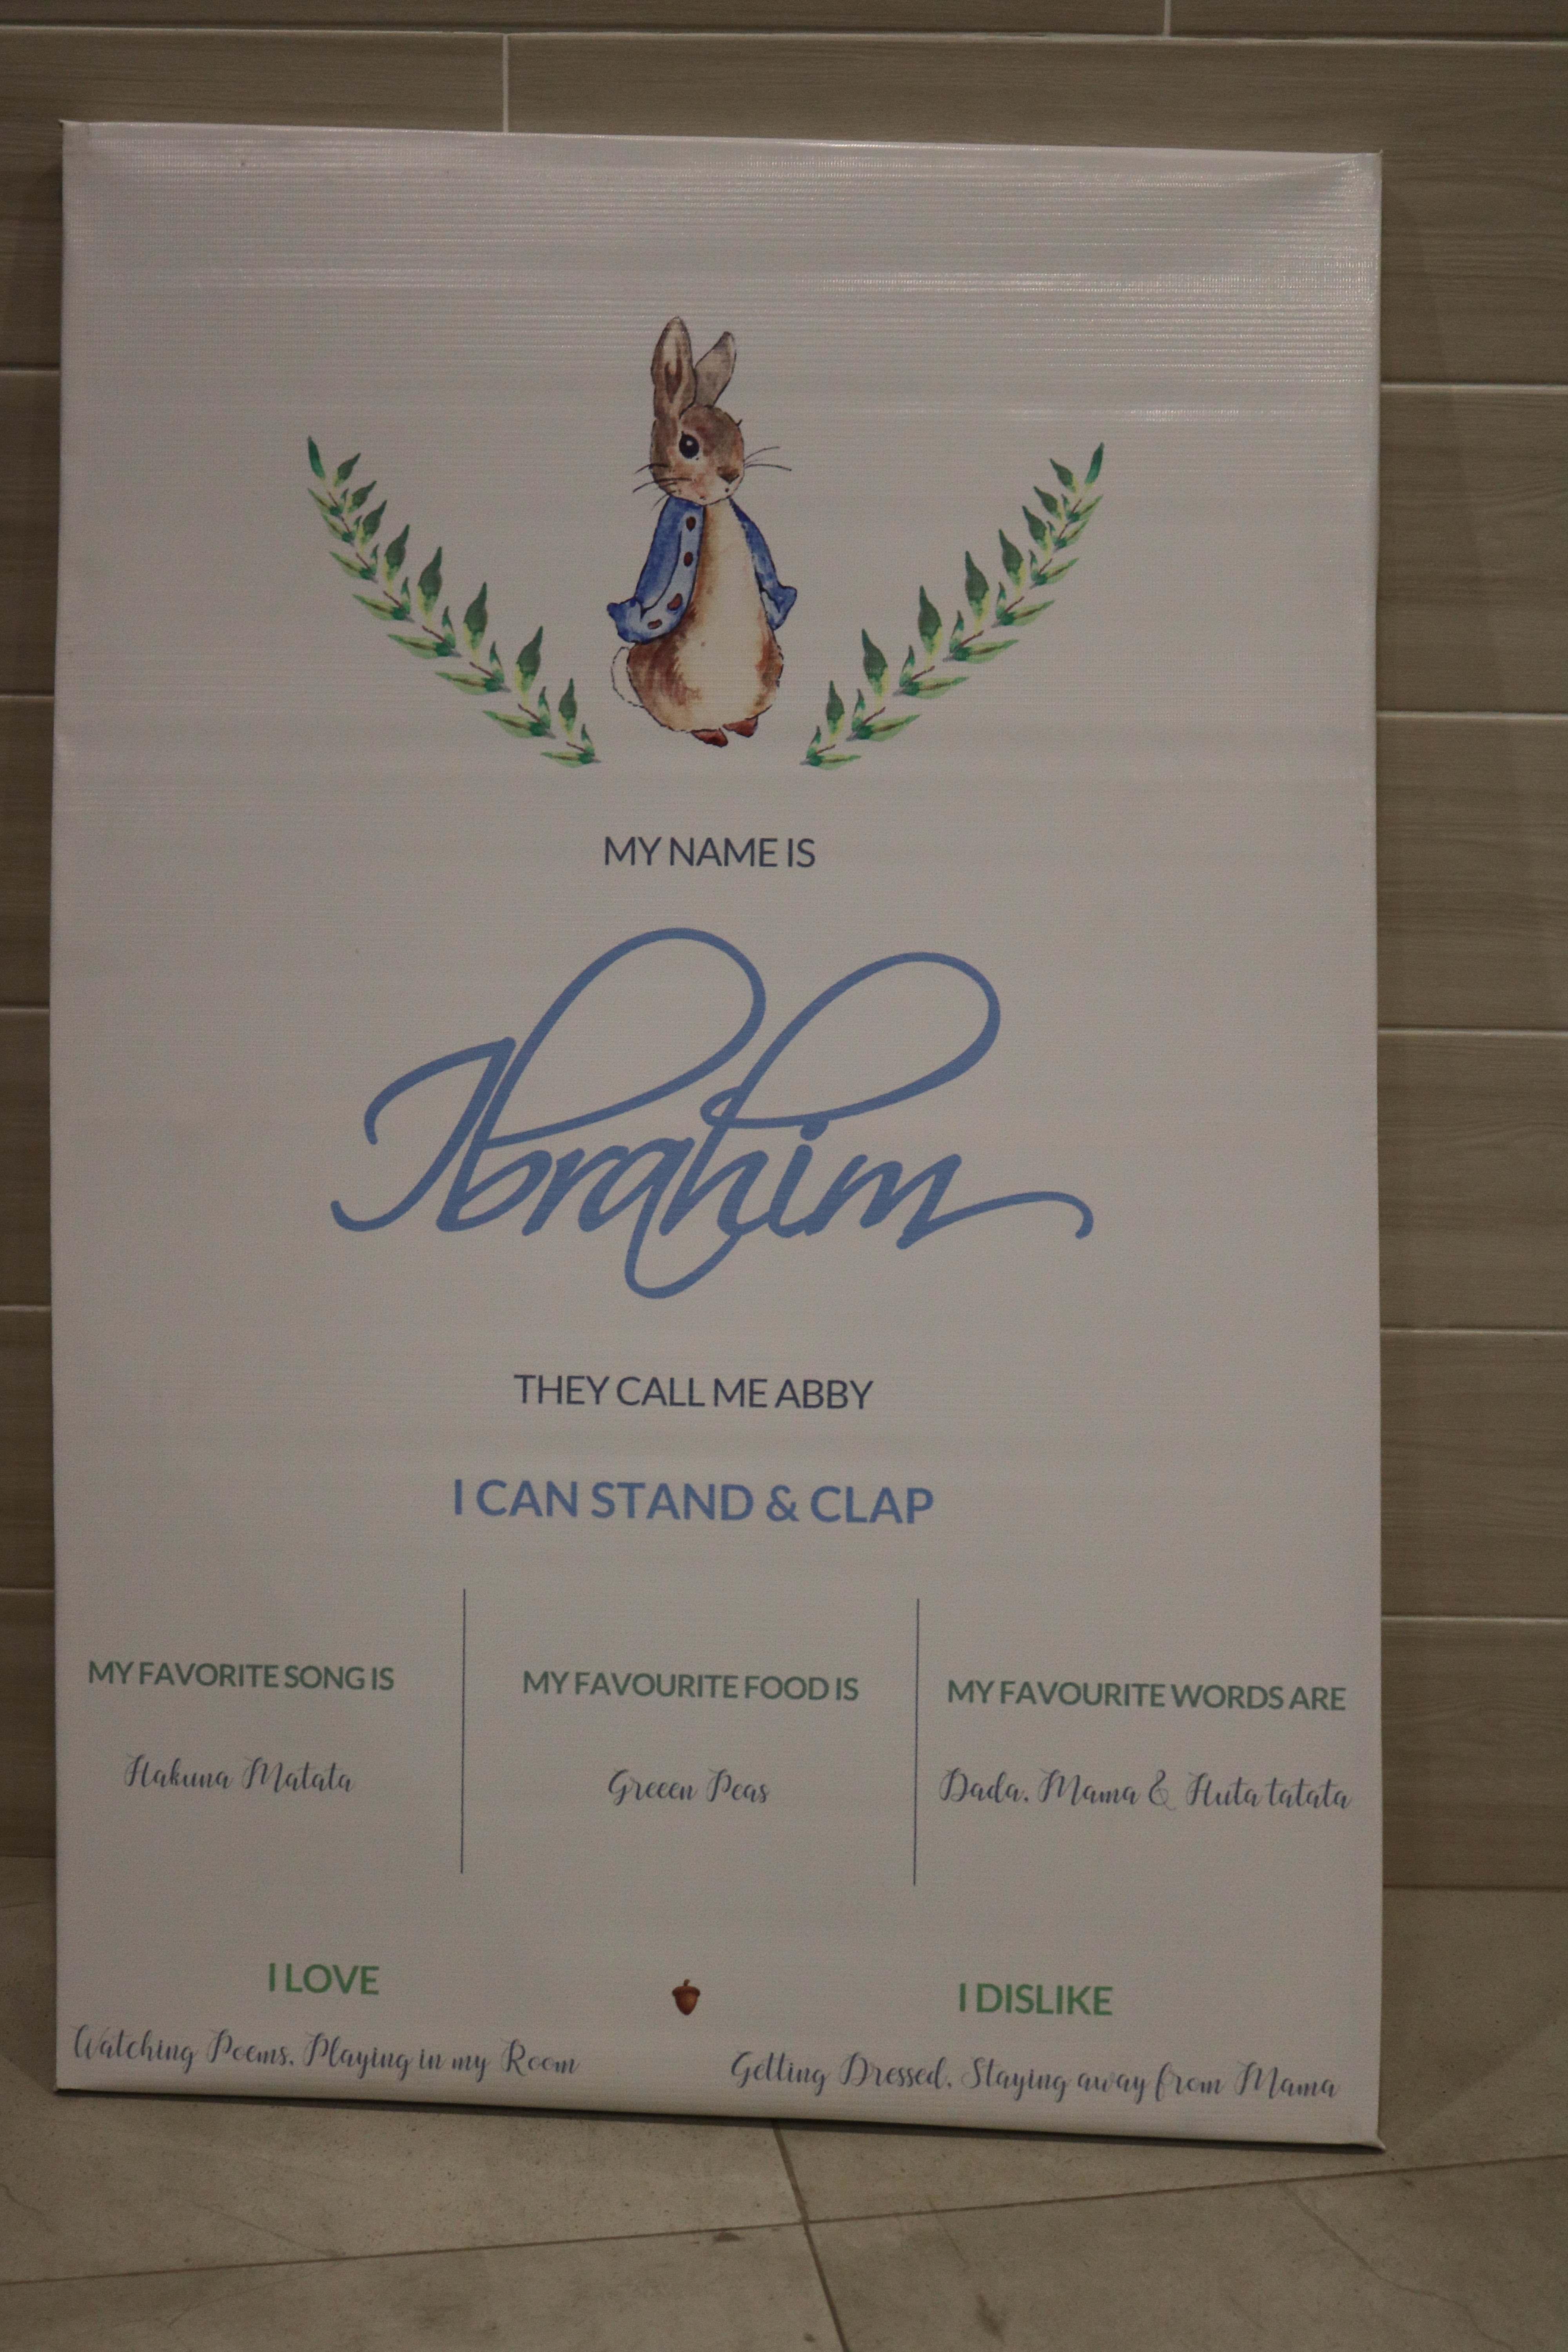 MY NAME IS
Ibrahim
THEY CALL ME ABBY
I CAN STAND & CLAP
MY FAVORITE SONG IS
Hakuna Matata
MY FAVOURITE FOOD IS
Greeen Peas
MY FAVOURITE WORDS ARE
Dada, Mama & Huta tatata
I LOVE
Watching Poems, Playing in my Room
I DISLIKE
Getting Dressed, Staying away from Mama